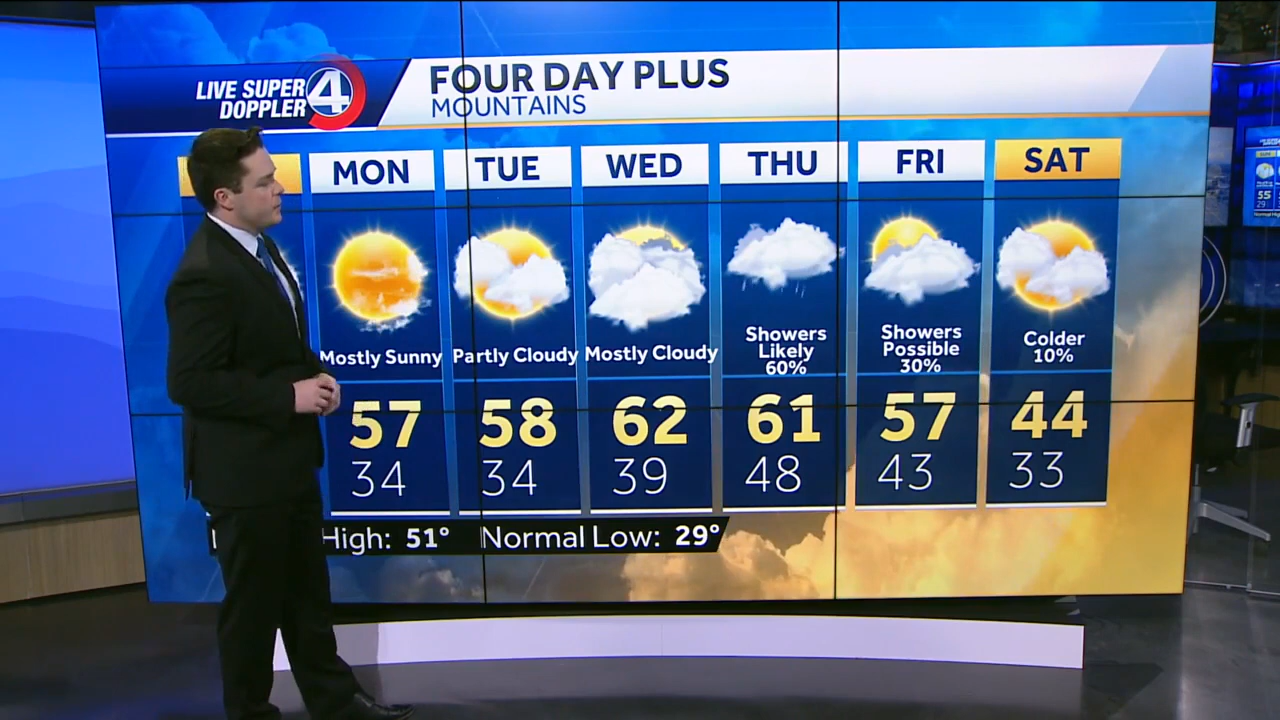 LIVE SUPER
DOPPLER 4
FOUR DAY PLUS
MOUNTAINS
MON TUE WED THU FRI SAT
Mostly Sunny
Partly Cloudy
Mostly Cloudy
Showers
Likely
60%
Showers
Possible
30%
Colder
10%
57 58 62 61 57 44
34 34 39 48 43 33
High: 51° Normal Low: 29°
55
29